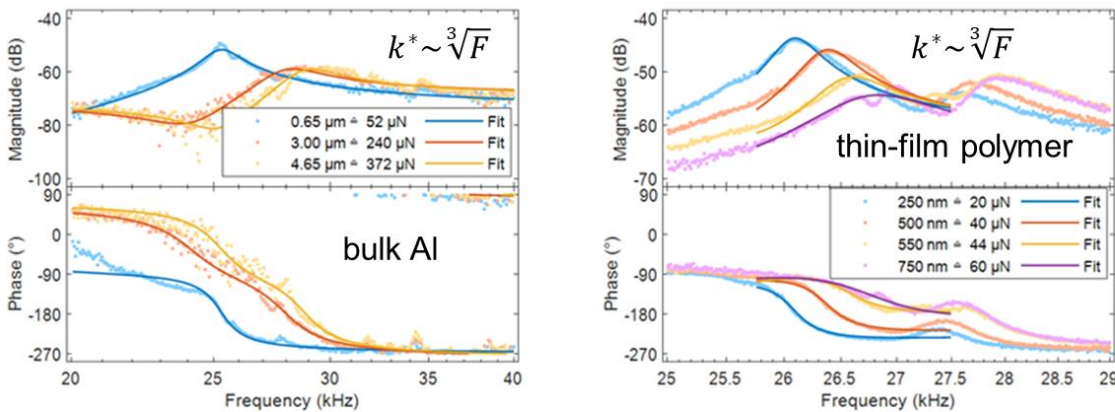 -40
-60
-80
-100
Magnitude (dB)
k* ~ ∛F
0.65 µm ≙ 52 µN Fit
3.00 µm ≙ 240 µN Fit
4.65 µm ≙ 372 µN Fit
90
0
-90
-180
-270
Phase (°)
bulk Al
20 25 30 35 40
Frequency (kHz)
-40
-50
-60
-70
Magnitude (dB)
k* ~ ∛F
thin-film polymer
90
0
-90
-180
-270
Phase (°)
250 nm ≙ 20 µN Fit
500 nm ≙ 40 µN Fit
550 nm ≙ 44 µN Fit
750 nm ≙ 60 µN Fit
25 25.5 26 26.5 27 27.5 28 28.5 29
Frequency (kHz)